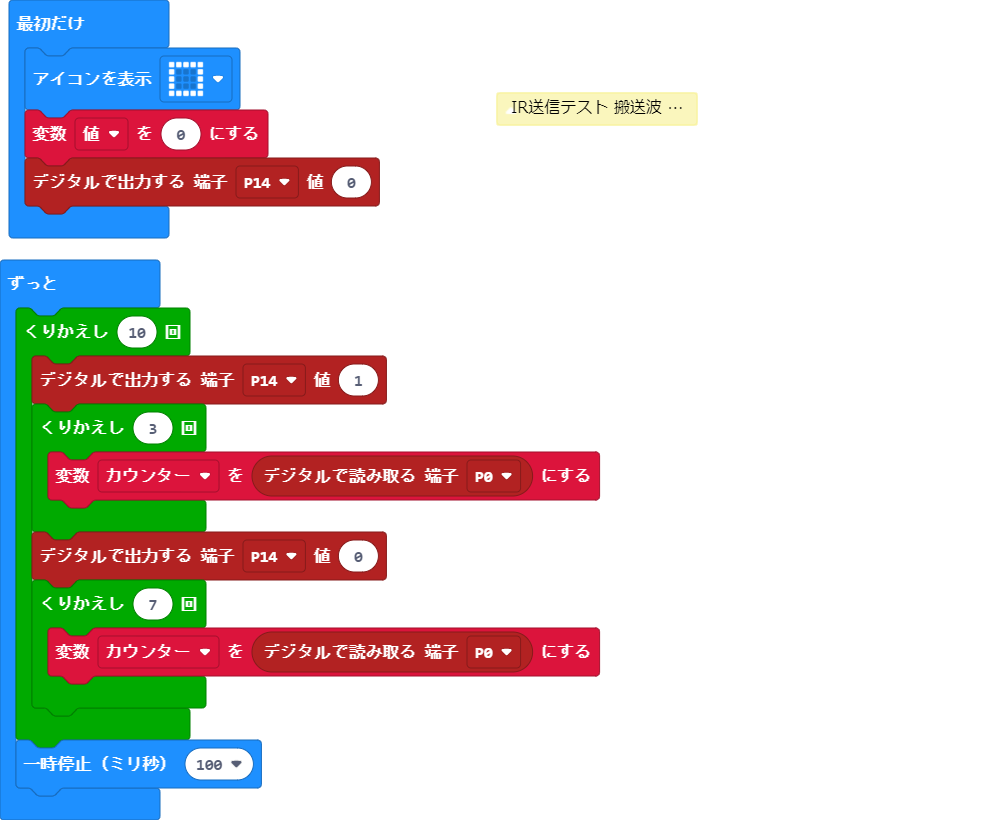 最初だけ
アイコンを表示
変数 値 を 0 にする
デジタルで出力する 端子 P14 値 0
IR送信テスト 搬送波 …
ずっと
くりかえし 10 回
デジタルで出力する 端子 P14 値 1
くりかえし 3 回
変数 カウンター を デジタルで読み取る 端子 P0 にする
デジタルで出力する 端子 P14 値 0
くりかえし 7 回
変数 カウンター を デジタルで読み取る 端子 P0 にする
一時停止（ミリ秒） 100